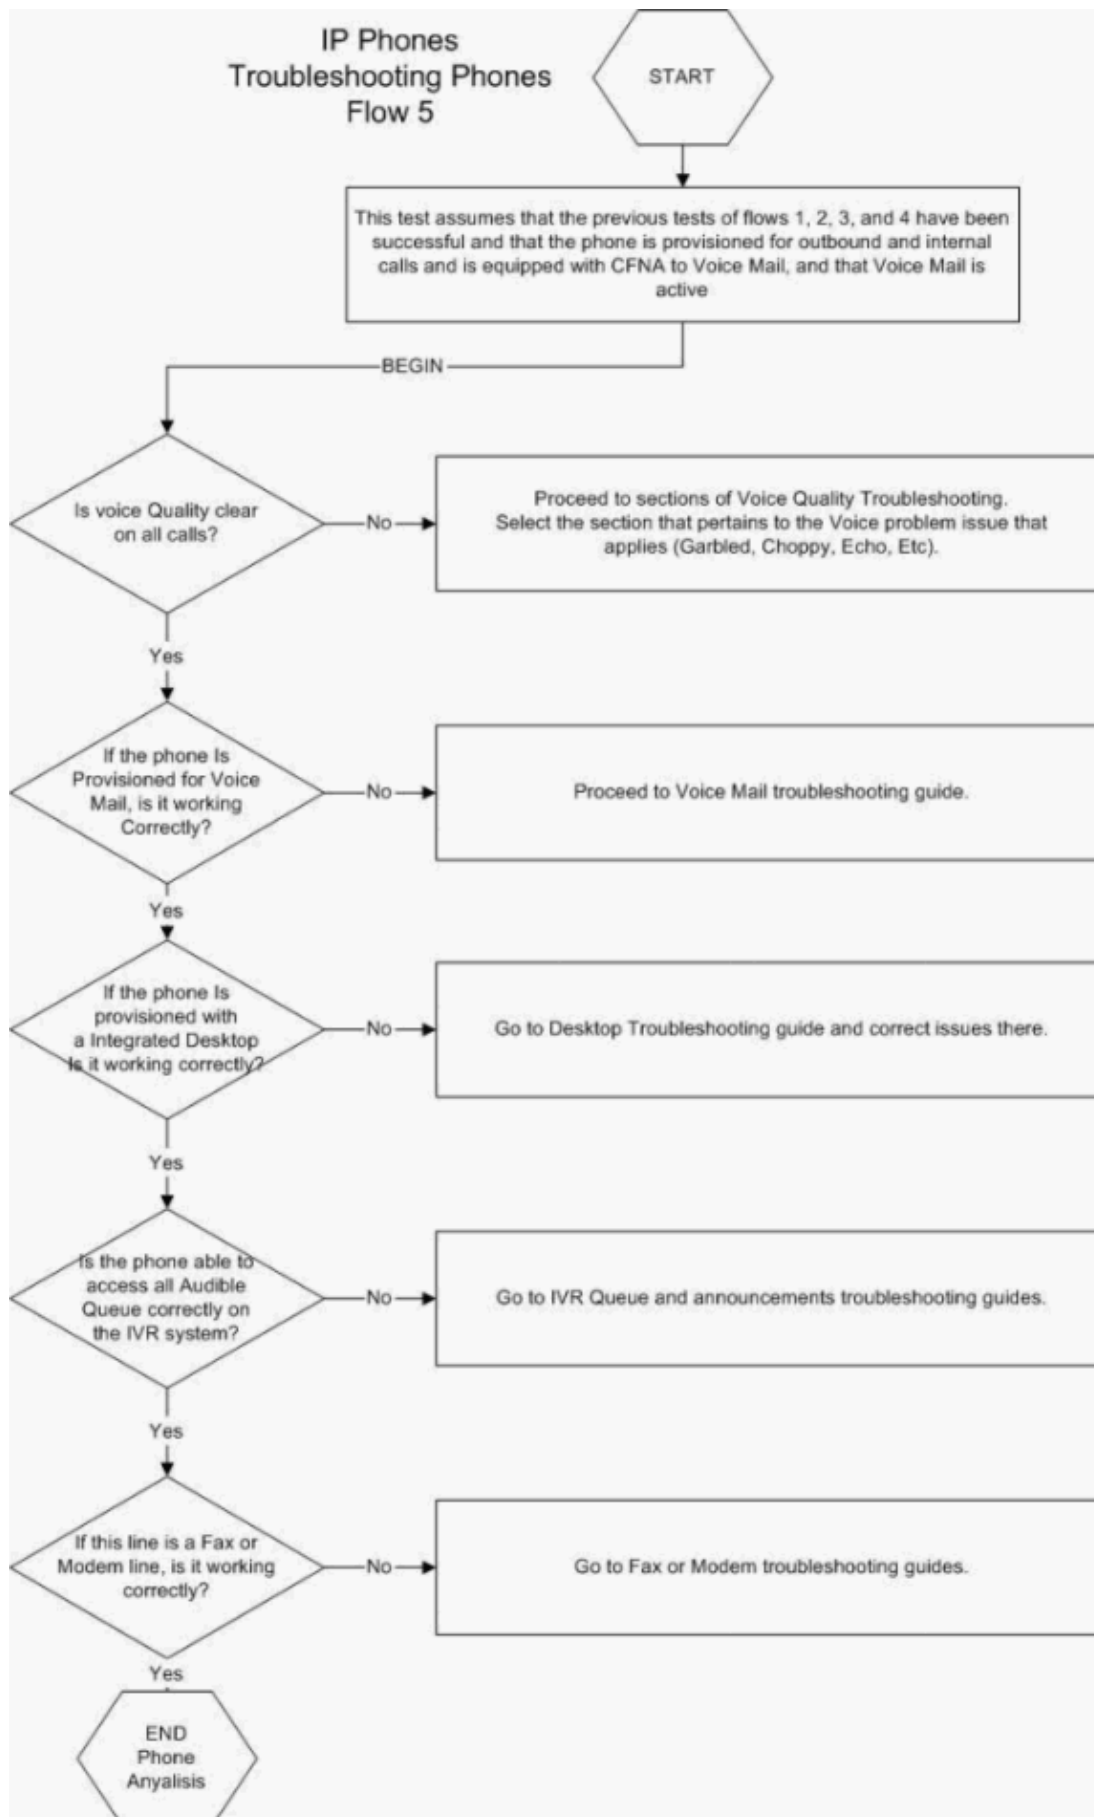 IP Phones
Troubleshooting Phones
Flow 5
START
This test assumes that the previous tests of flows 1, 2, 3, and 4 have been
successful and that the phone is provisioned for outbound and internal
calls and is equipped with CFNA to Voice Mail, and that Voice Mail is
active
BEGIN
Is voice Quality clear
on all calls?
No
Proceed to sections of Voice Quality Troubleshooting.
Select the section that pertains to the Voice problem issue that
applies (Garbled, Choppy, Echo, Etc).
Yes
If the phone Is
Provisioned for Voice
Mail, is it working
Correctly?
No
Proceed to Voice Mail troubleshooting guide.
Yes
If the phone Is
provisioned with
a Integrated Desktop
Is it working correctly?
No
Go to Desktop Troubleshooting guide and correct issues there.
Yes
Is the phone able to
access all Audible
Queue correctly on
the IVR system?
No
Go to IVR Queue and announcements troubleshooting guides.
Yes
If this line is a Fax or
Modem line, is it working
correctly?
No
Go to Fax or Modem troubleshooting guides.
Yes
END
Phone
Anyalisis